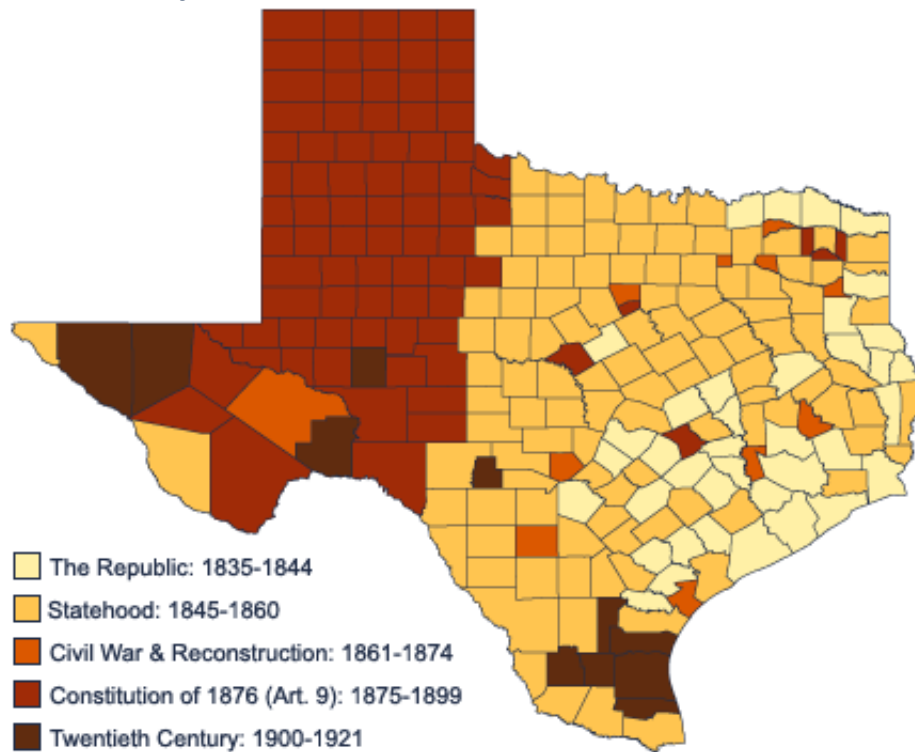 The Republic: 1835-1844
Statehood: 1845-1860
Civil War & Reconstruction: 1861-1874
Constitution of 1876 (Art. 9): 1875-1899
Twentieth Century: 1900-1921